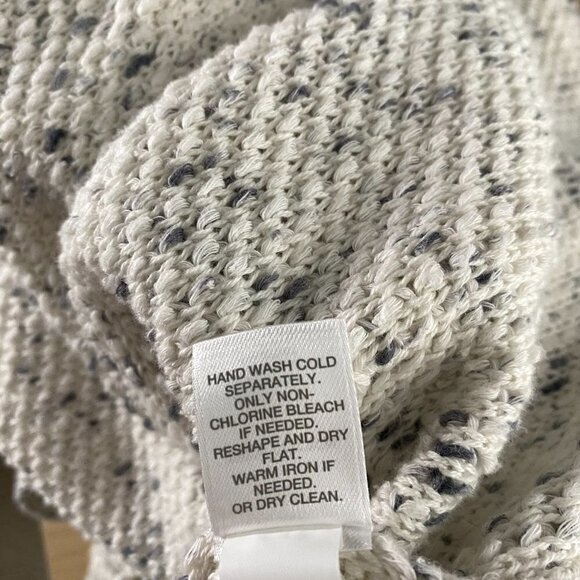 HAND WASH COLD
SEPARATELY.
ONLY NON-
CHLORINE BLEACH
IF NEEDED.
RESHAPE AND DRY
FLAT.
WARM IRON IF
NEEDED.
OR DRY CLEAN.